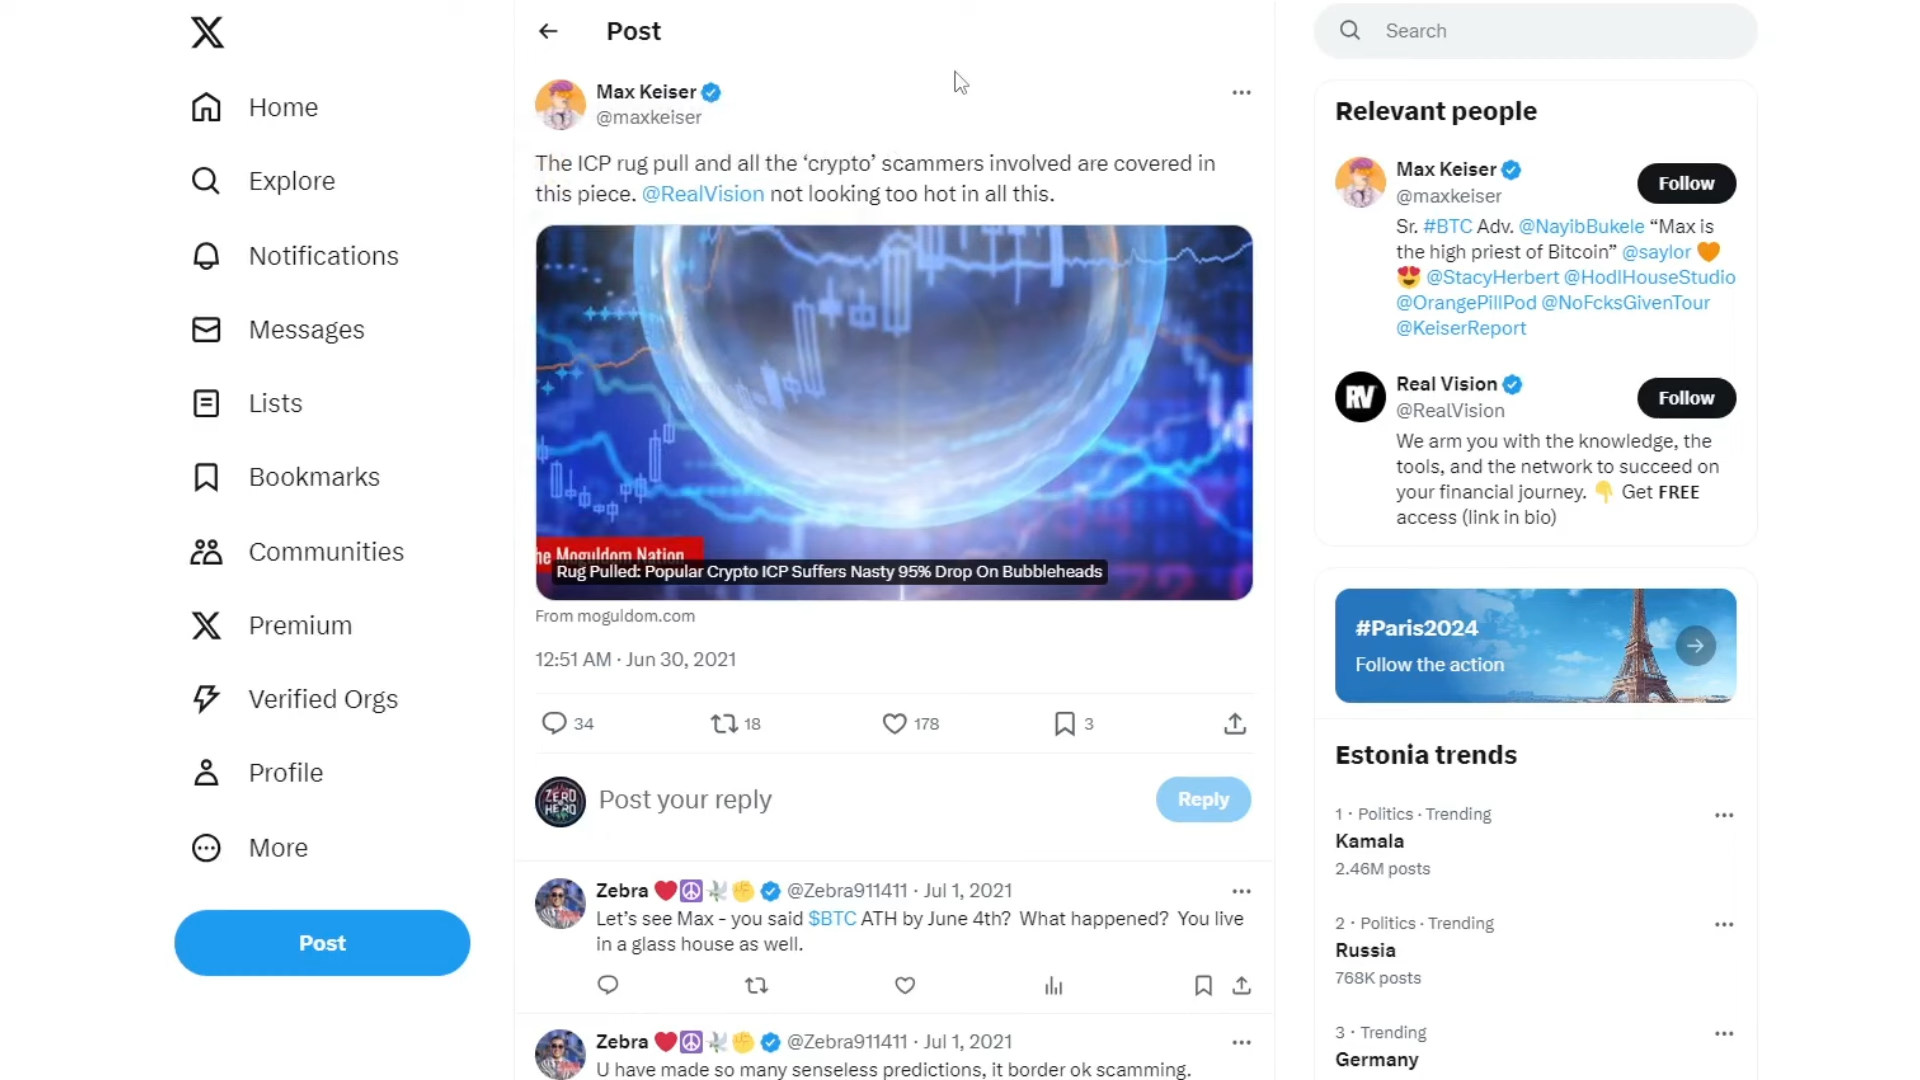 Home
Explore
Notifications
Messages
Lists
Bookmarks
Communities
Premium
Verified Orgs
Profile
More
Post
Post
Max Keiser
@maxkeiser
The ICP rug pull and all the ‘crypto’ scammers involved are covered in
this piece. @RealVision not looking too hot in all this.
he Moguldom Nation
Rug Pulled: Popular Crypto ICP Suffers Nasty 95% Drop On Bubbleheads
From moguldom.com
12:51 AM · Jun 30, 2021
34 18 178 3
ZERO
HERO
Post your reply
Reply
Zebra @Zebra911411 · Jul 1, 2021
Let’s see Max - you said $BTC ATH by June 4th? What happened? You live
in a glass house as well.
Zebra @Zebra911411 · Jul 1, 2021
U have made so many senseless predictions, it border ok scamming.
Search
Relevant people
Max Keiser
@maxkeiser
Follow
Sr. #BTC Adv. @NayibBukele “Max is
the high priest of Bitcoin” @saylor 🧡
😍 @StacyHerbert @HodlHouseStudio
@OrangePillPod @NoFcksGivenTour
@KeiserReport
RV
Real Vision
@RealVision
Follow
We arm you with the knowledge, the
tools, and the network to succeed on
your financial journey. 👇 Get FREE
access (link in bio)
#Paris2024
Follow the action
Estonia trends
1 · Politics · Trending
Kamala
2.46M posts
2 · Politics · Trending
Russia
768K posts
3 · Trending
Germany